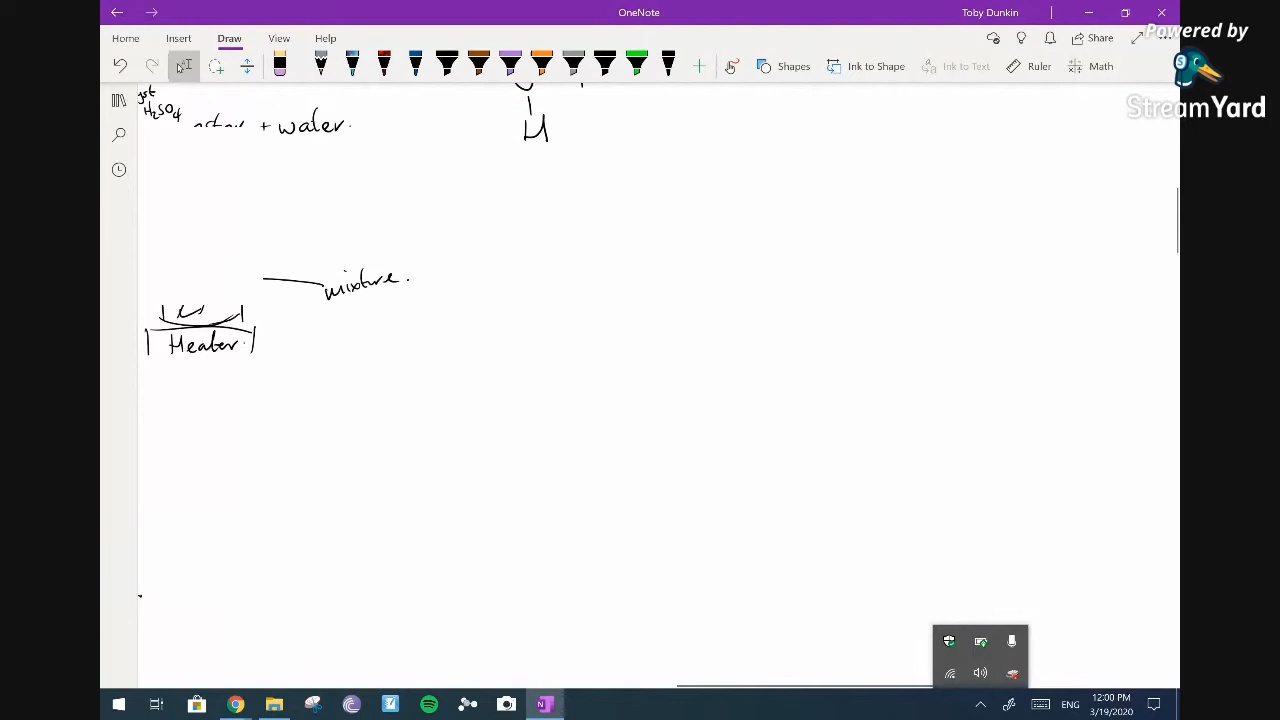 OneNote
Toby Dunkin
Powered by
StreamYard
Home Insert Draw View Help
Share
Shapes Ink to Shape Ink to Text Ruler Math
H₂SO₄
+ water.
H
mixture.
Heater.
ENG
12:00 PM
3/19/2020